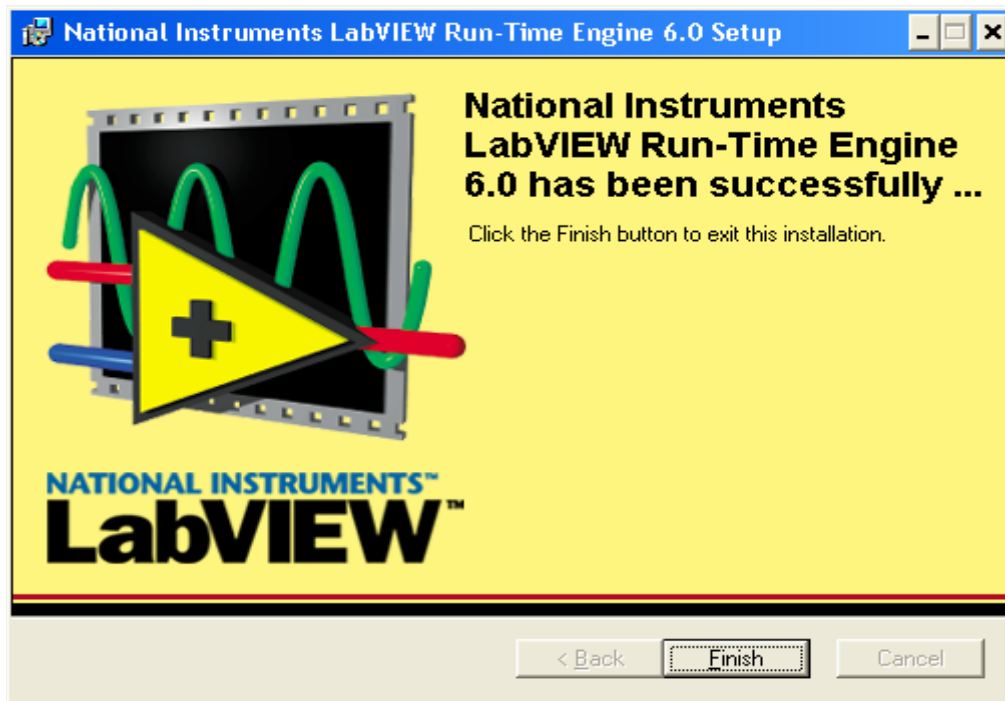 National Instruments LabVIEW Run-Time Engine 6.0 Setup
National Instruments
LabVIEW Run-Time Engine
6.0 has been successfully ...
Click the Finish button to exit this installation.
NATIONAL INSTRUMENTS™
LabVIEW™
< Back
Finish
Cancel